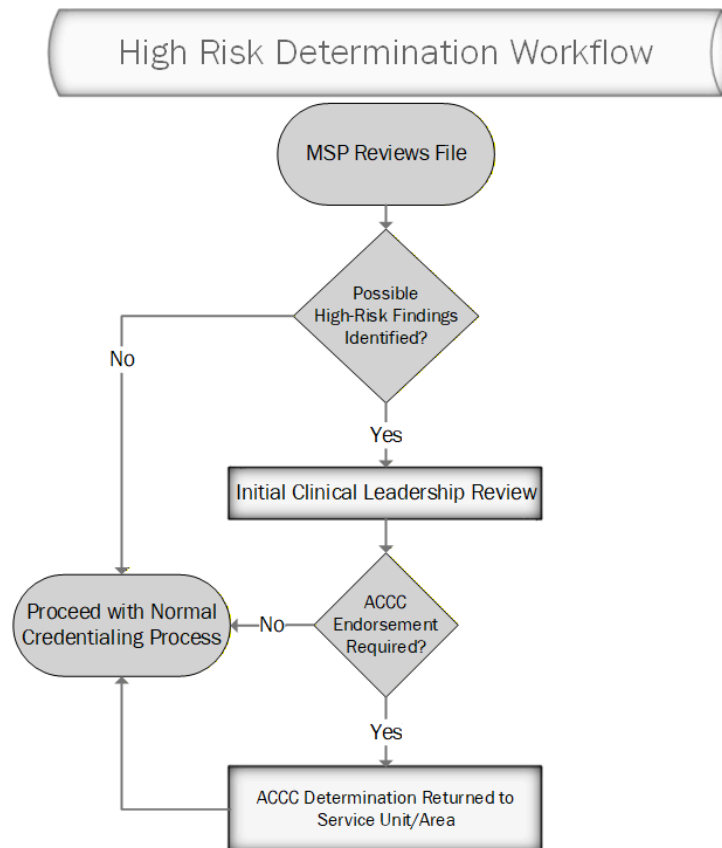 High Risk Determination Workflow
MSP Reviews File
Possible
High-Risk Findings
Identified?
No
Yes
Initial Clinical Leadership Review
ACCC
Endorsement
Required?
No
Proceed with Normal
Credentialing Process
Yes
ACCC Determination Returned to
Service Unit/Area